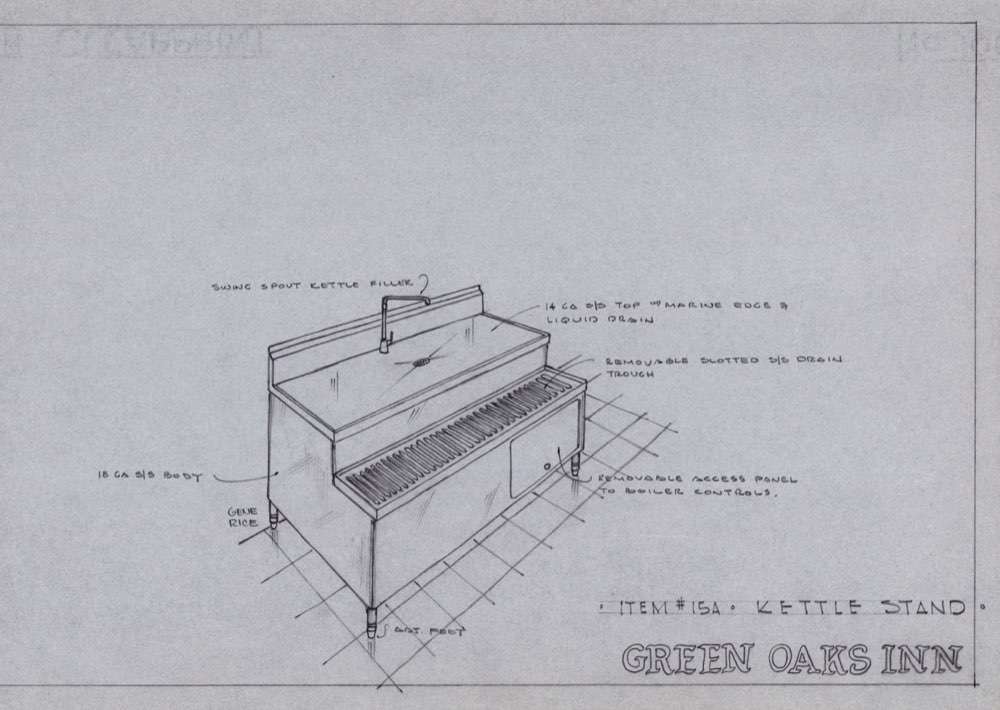 SWING SPOUT KETTLE FILLER
14 GA S/S TOP W/ MARINE EDGE &
LIQUID DRAIN
REMOVABLE SLOTTED S/S DRAIN
TROUGH
18 GA S/S BODY
REMOVABLE ACCESS PANEL
TO BOILER CONTROLS.
GENE
RICE
ADJ. FEET
• ITEM #15A • KETTLE STAND •
GREEN OAKS INN